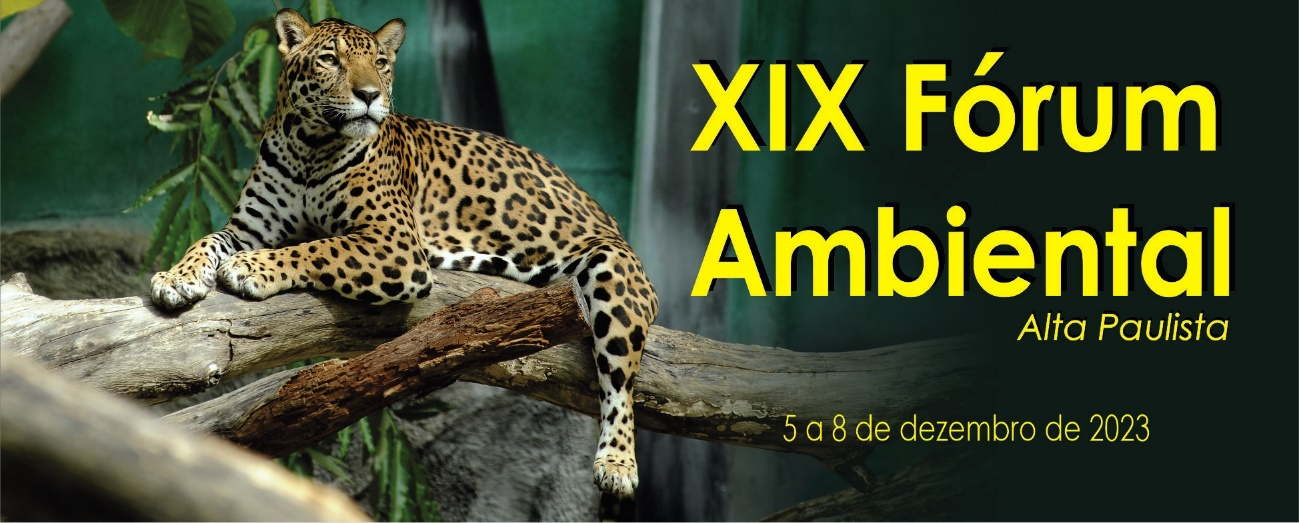 XIX Fórum
Ambiental
Alta Paulista
5 a 8 de dezembro de 2023